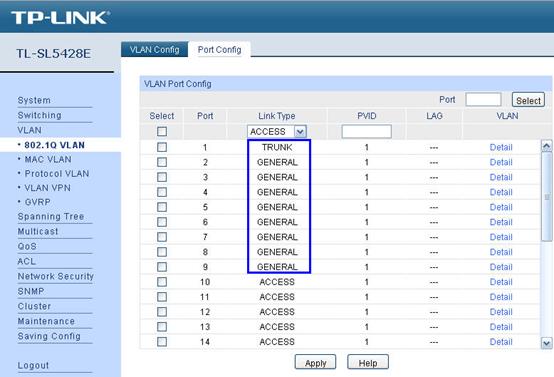 TP-LINK®
TL-SL5428E
VLAN Config Port Config
System
Switching
VLAN
• 802.1Q VLAN
• MAC VLAN
• Protocol VLAN
• VLAN VPN
• GVRP
Spanning Tree
Multicast
QoS
ACL
Network Security
SNMP
Cluster
Maintenance
Saving Config
Logout
VLAN Port Config
Port Select
Select Port Link Type PVID LAG VLAN
ACCESS
1 TRUNK 1 --- Detail
2 GENERAL 1 --- Detail
3 GENERAL 1 --- Detail
4 GENERAL 1 --- Detail
5 GENERAL 1 --- Detail
6 GENERAL 1 --- Detail
7 GENERAL 1 --- Detail
8 GENERAL 1 --- Detail
9 GENERAL 1 --- Detail
10 ACCESS 1 --- Detail
11 ACCESS 1 --- Detail
12 ACCESS 1 --- Detail
13 ACCESS 1 --- Detail
14 ACCESS 1 --- Detail
Apply Help